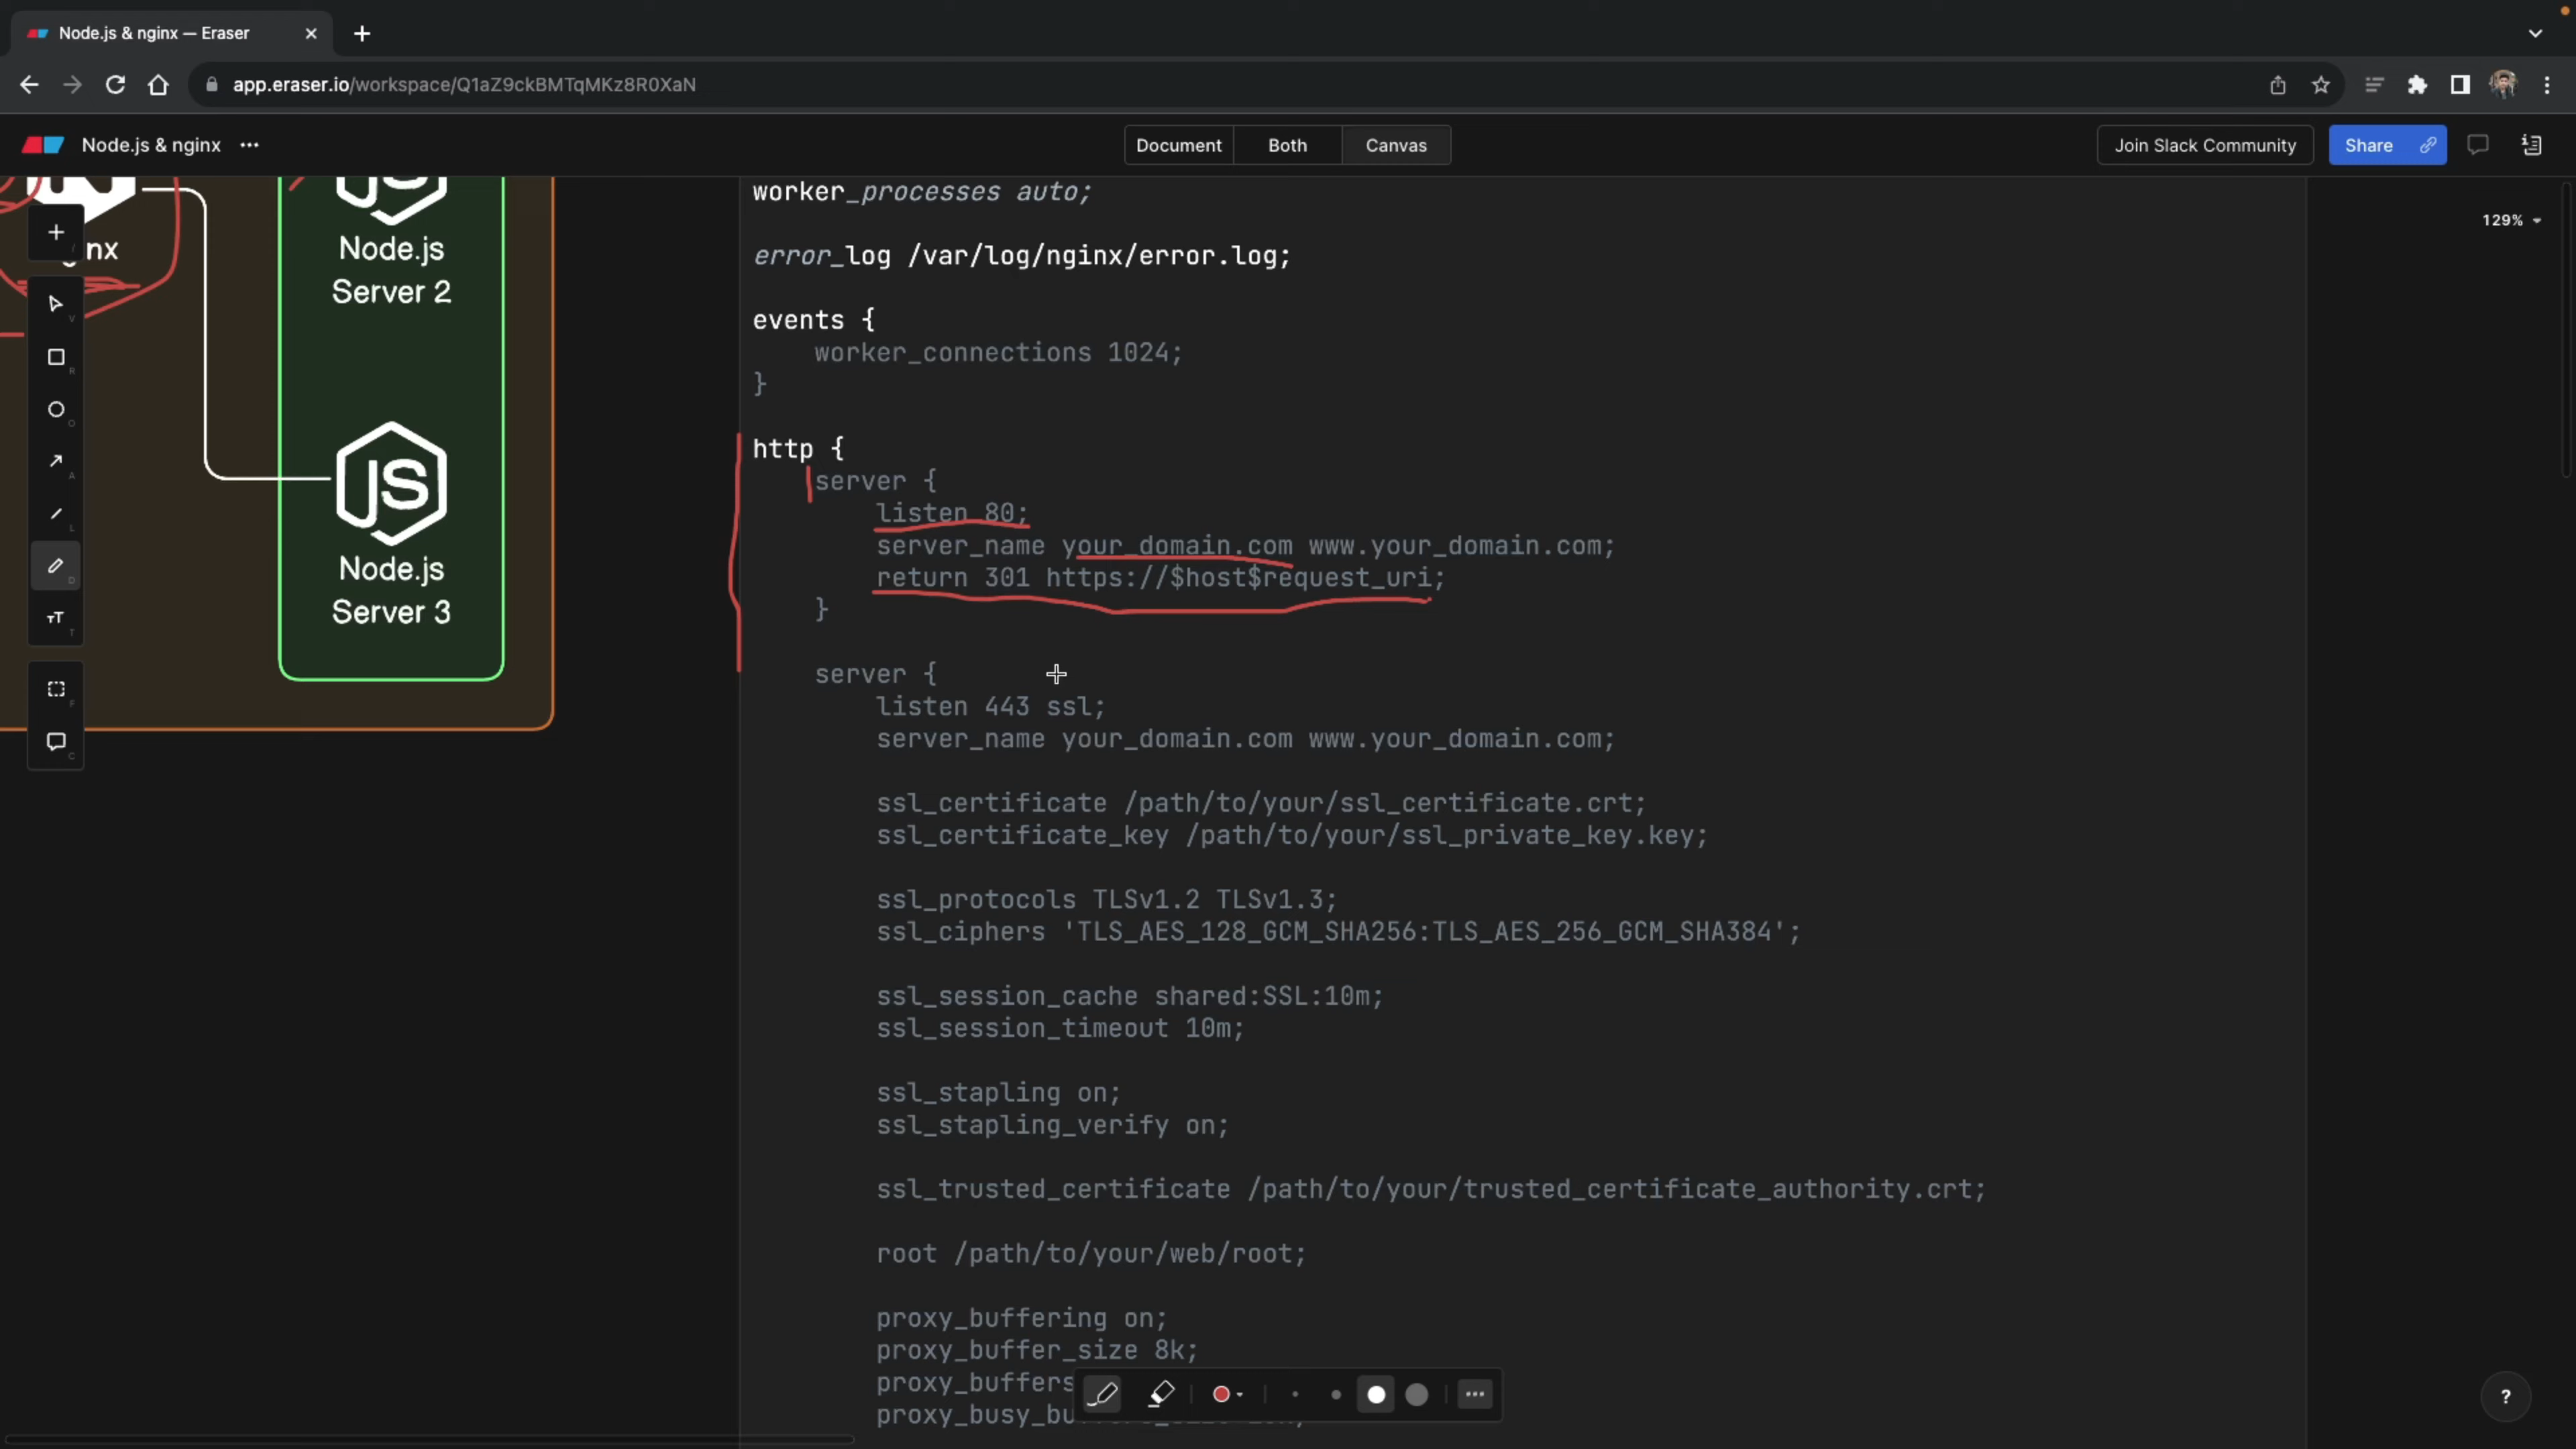 Node.js & nginx — Eraser
app.eraser.io/workspace/Q1aZ9ckBMTqMKz8R0XaN
Node.js & nginx
Document
Both
Canvas
Join Slack Community
Share
129%
nx
Node.js
Server 2
JS
Node.js
Server 3
worker_processes auto;
error_log /var/log/nginx/error.log;
events {
worker_connections 1024;
}
http {
server {
listen 80;
server_name your_domain.com www.your_domain.com;
return 301 https://$host$request_uri;
}
server {
listen 443 ssl;
server_name your_domain.com www.your_domain.com;
ssl_certificate /path/to/your/ssl_certificate.crt;
ssl_certificate_key /path/to/your/ssl_private_key.key;
ssl_protocols TLSv1.2 TLSv1.3;
ssl_ciphers 'TLS_AES_128_GCM_SHA256:TLS_AES_256_GCM_SHA384';
ssl_session_cache shared:SSL:10m;
ssl_session_timeout 10m;
ssl_stapling on;
ssl_stapling_verify on;
ssl_trusted_certificate /path/to/your/trusted_certificate_authority.crt;
root /path/to/your/web/root;
proxy_buffering on;
proxy_buffer_size 8k;
proxy_buffers